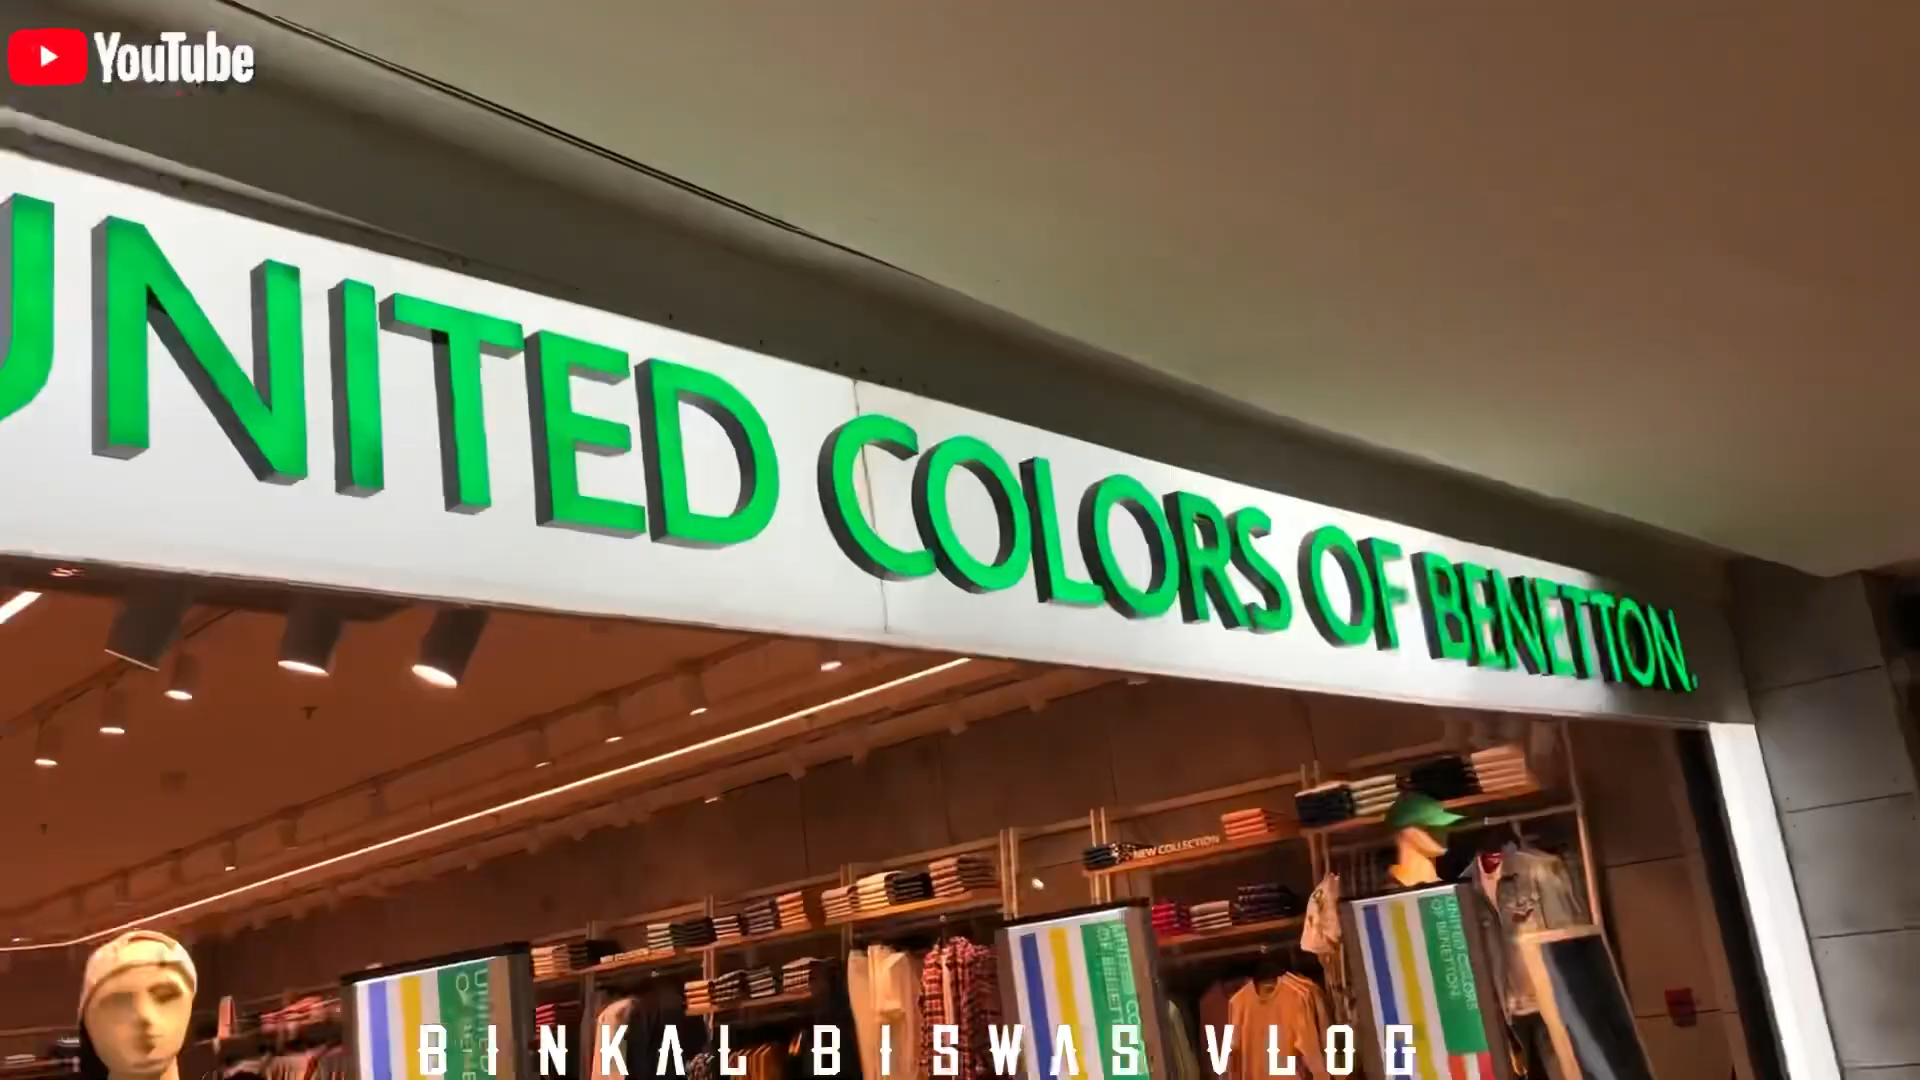 YouTube
UNITED COLORS OF BENETTON.
NEW COLLECTION
UNITED COLORS
OF BENETTON
BINKAL BISWAS VLOG